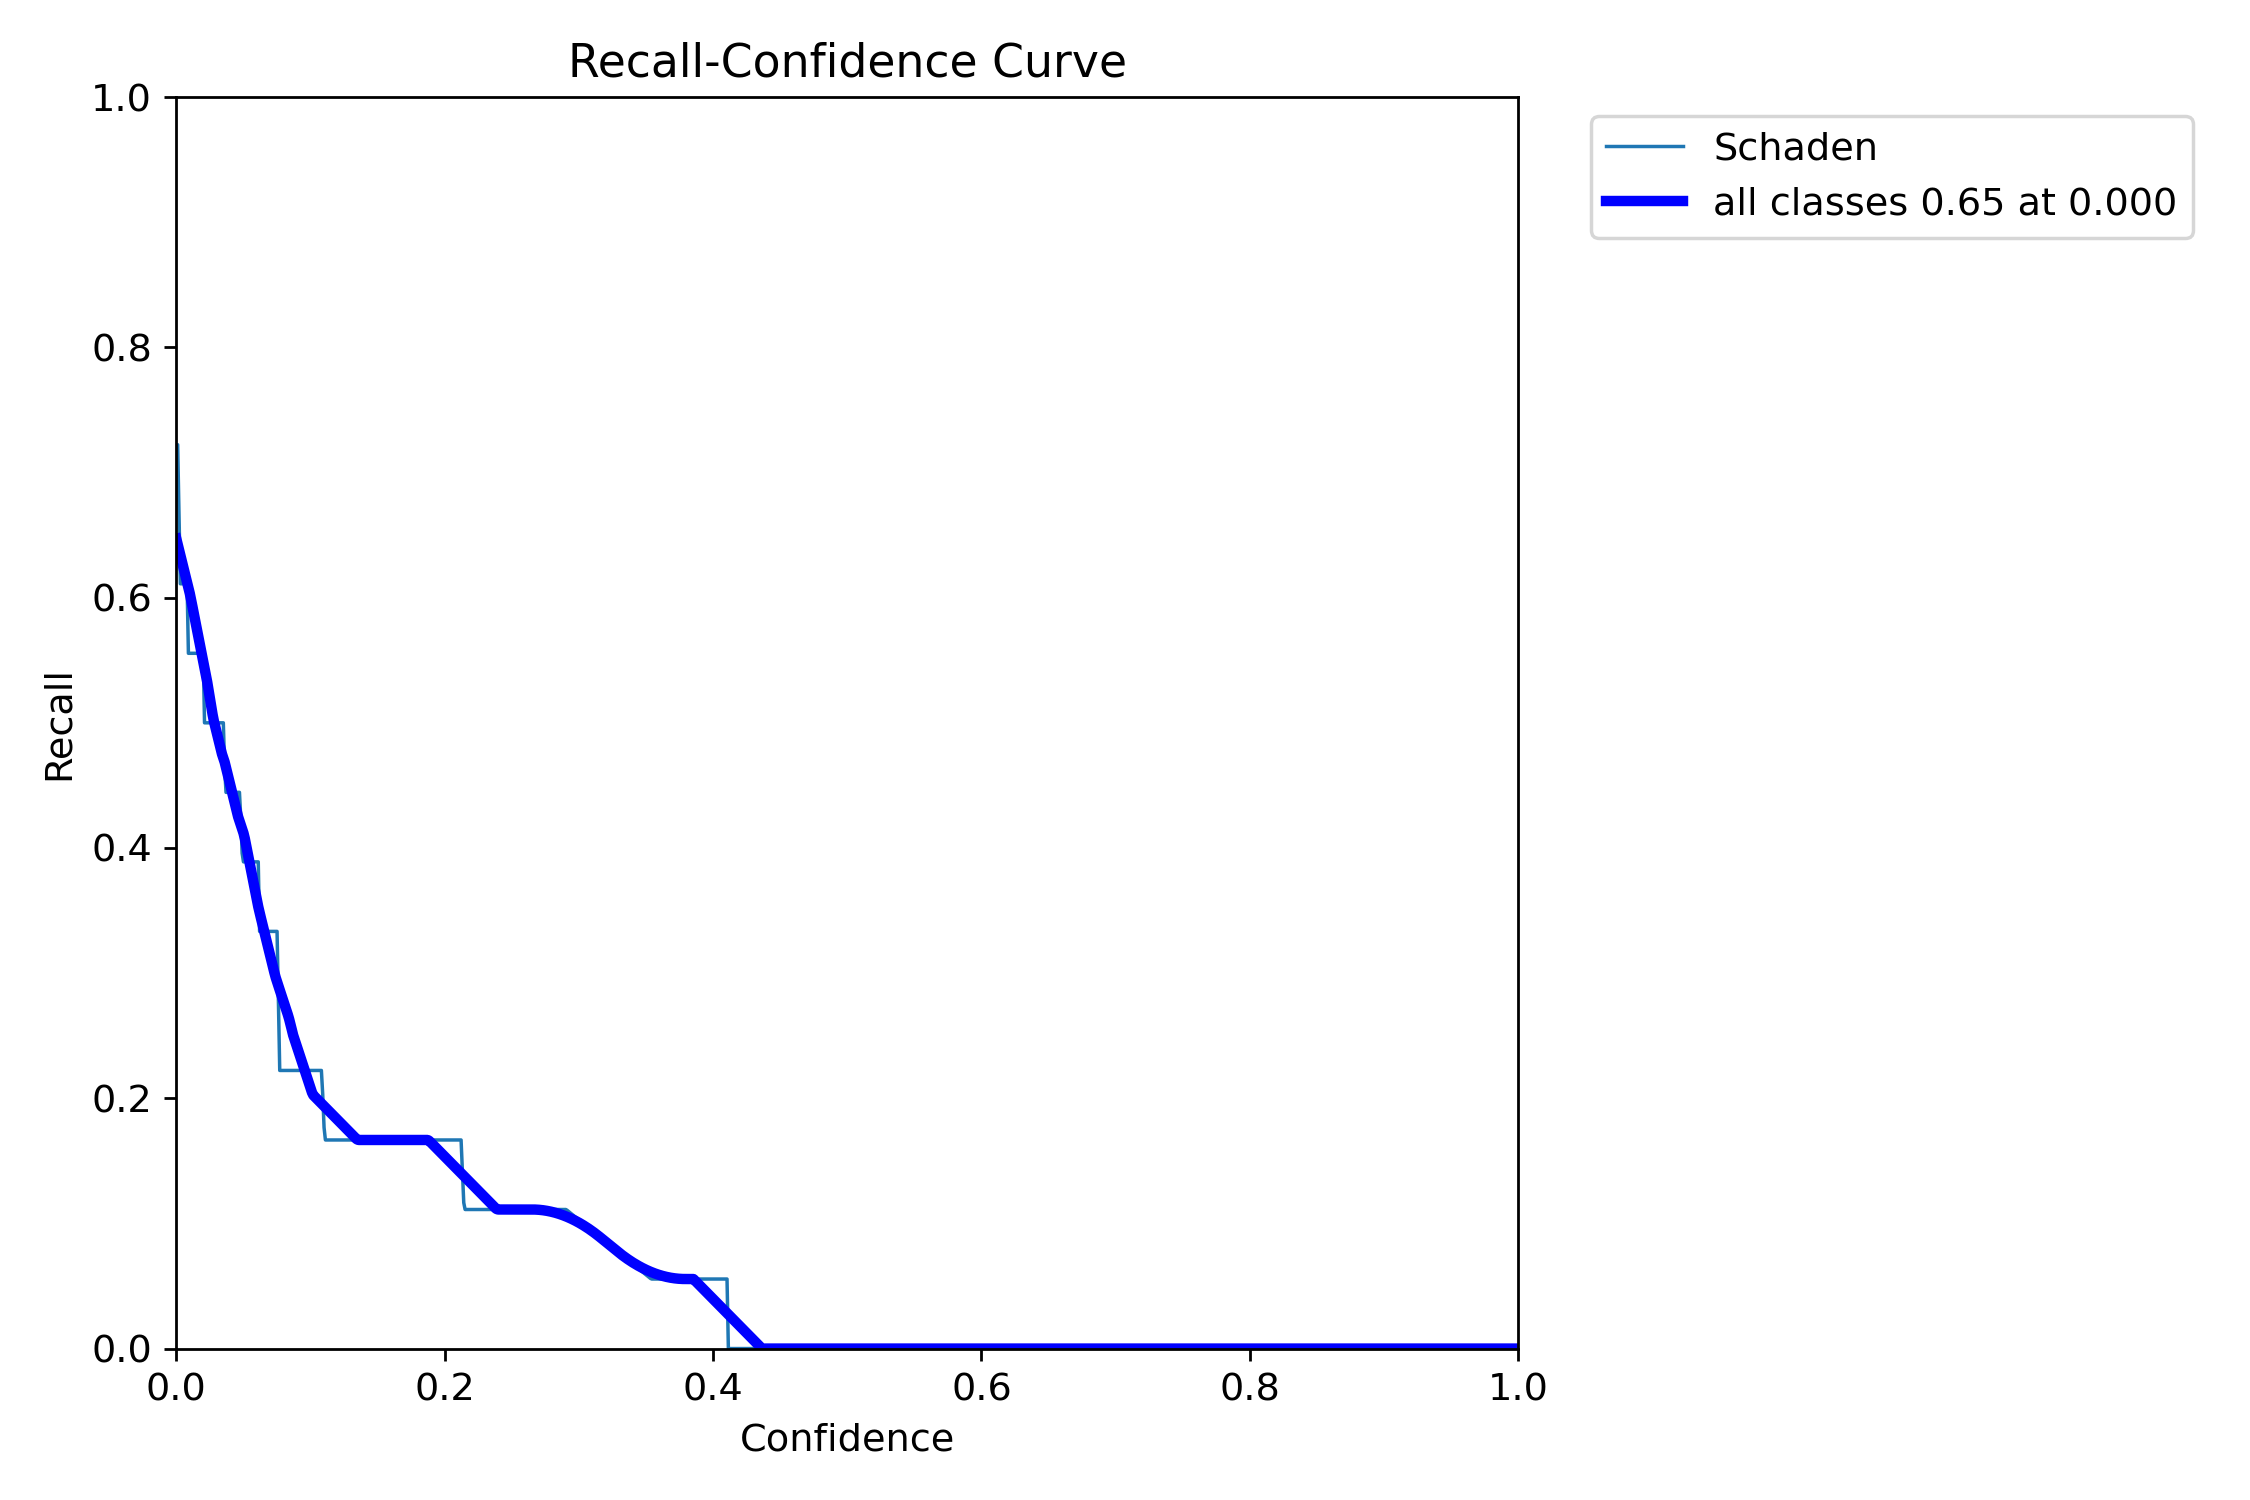 Recall-Confidence Curve
1.0
0.8
0.6
0.4
0.2
0.0
Recall
0.0 0.2 0.4 0.6 0.8 1.0
Confidence
Schaden
all classes 0.65 at 0.000